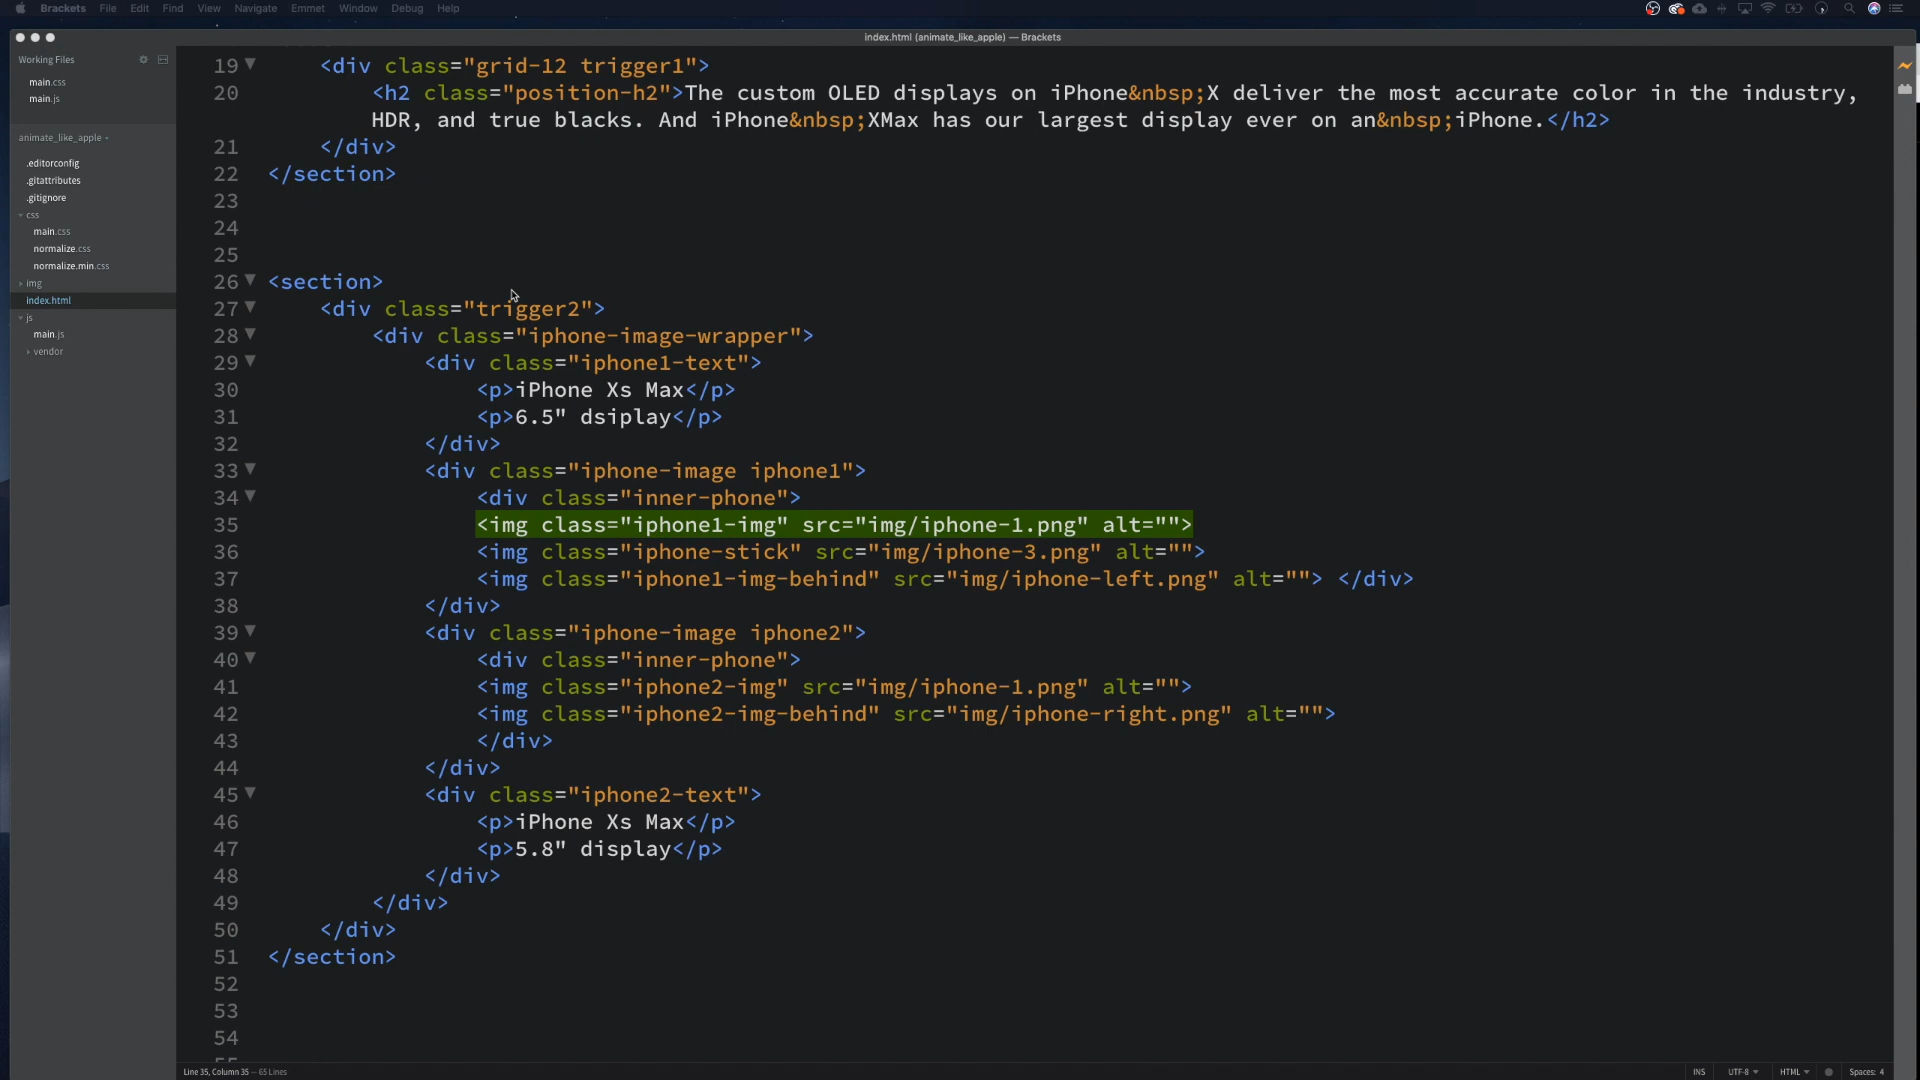 Brackets File Edit Find View Navigate Emmet Window Debug Help
index.html (animate_like_apple) — Brackets
Working Files
main.css
main.js
animate_like_apple
.editorconfig
.gitattributes
.gitignore
css
main.css
normalize.css
normalize.min.css
img
index.html
js
main.js
vendor
19 <div class="grid-12 trigger1">
20 <h2 class="position-h2">The custom OLED displays on iPhone&nbsp;X deliver the most accurate color in the industry,
HDR, and true blacks. And iPhone&nbsp;XMax has our largest display ever on an&nbsp;iPhone.</h2>
21 </div>
22 </section>
23
24
25
26 <section>
27 <div class="trigger2">
28 <div class="iphone-image-wrapper">
29 <div class="iphone1-text">
30 <p>iPhone Xs Max</p>
31 <p>6.5" dsiplay</p>
32 </div>
33 <div class="iphone-image iphone1">
34 <div class="inner-phone">
35 <img class="iphone1-img" src="img/iphone-1.png" alt="">
36 <img class="iphone-stick" src="img/iphone-3.png" alt="">
37 <img class="iphone1-img-behind" src="img/iphone-left.png" alt=""> </div>
38 </div>
39 <div class="iphone-image iphone2">
40 <div class="inner-phone">
41 <img class="iphone2-img" src="img/iphone-1.png" alt="">
42 <img class="iphone2-img-behind" src="img/iphone-right.png" alt="">
43 </div>
44 </div>
45 <div class="iphone2-text">
46 <p>iPhone Xs Max</p>
47 <p>5.8" display</p>
48 </div>
49 </div>
50 </div>
51 </section>
52
53
54
Line 35, Column 35 — 65 Lines
INS UTF-8 HTML Spaces: 4